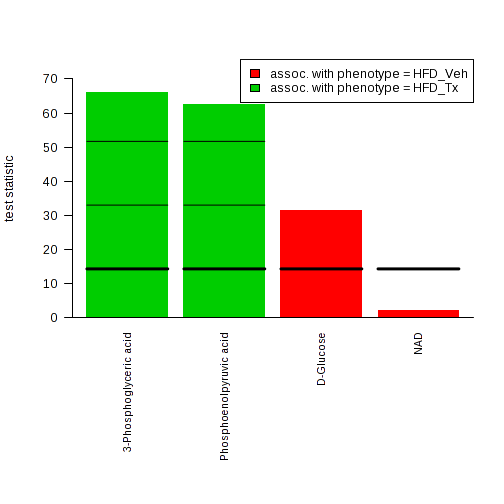 assoc. with phenotype = HFD_Veh
assoc. with phenotype = HFD_Tx
test statistic
70
60
50
40
30
20
10
0
3-Phosphoglyceric acid
Phosphoenolpyruvic acid
D-Glucose
NAD